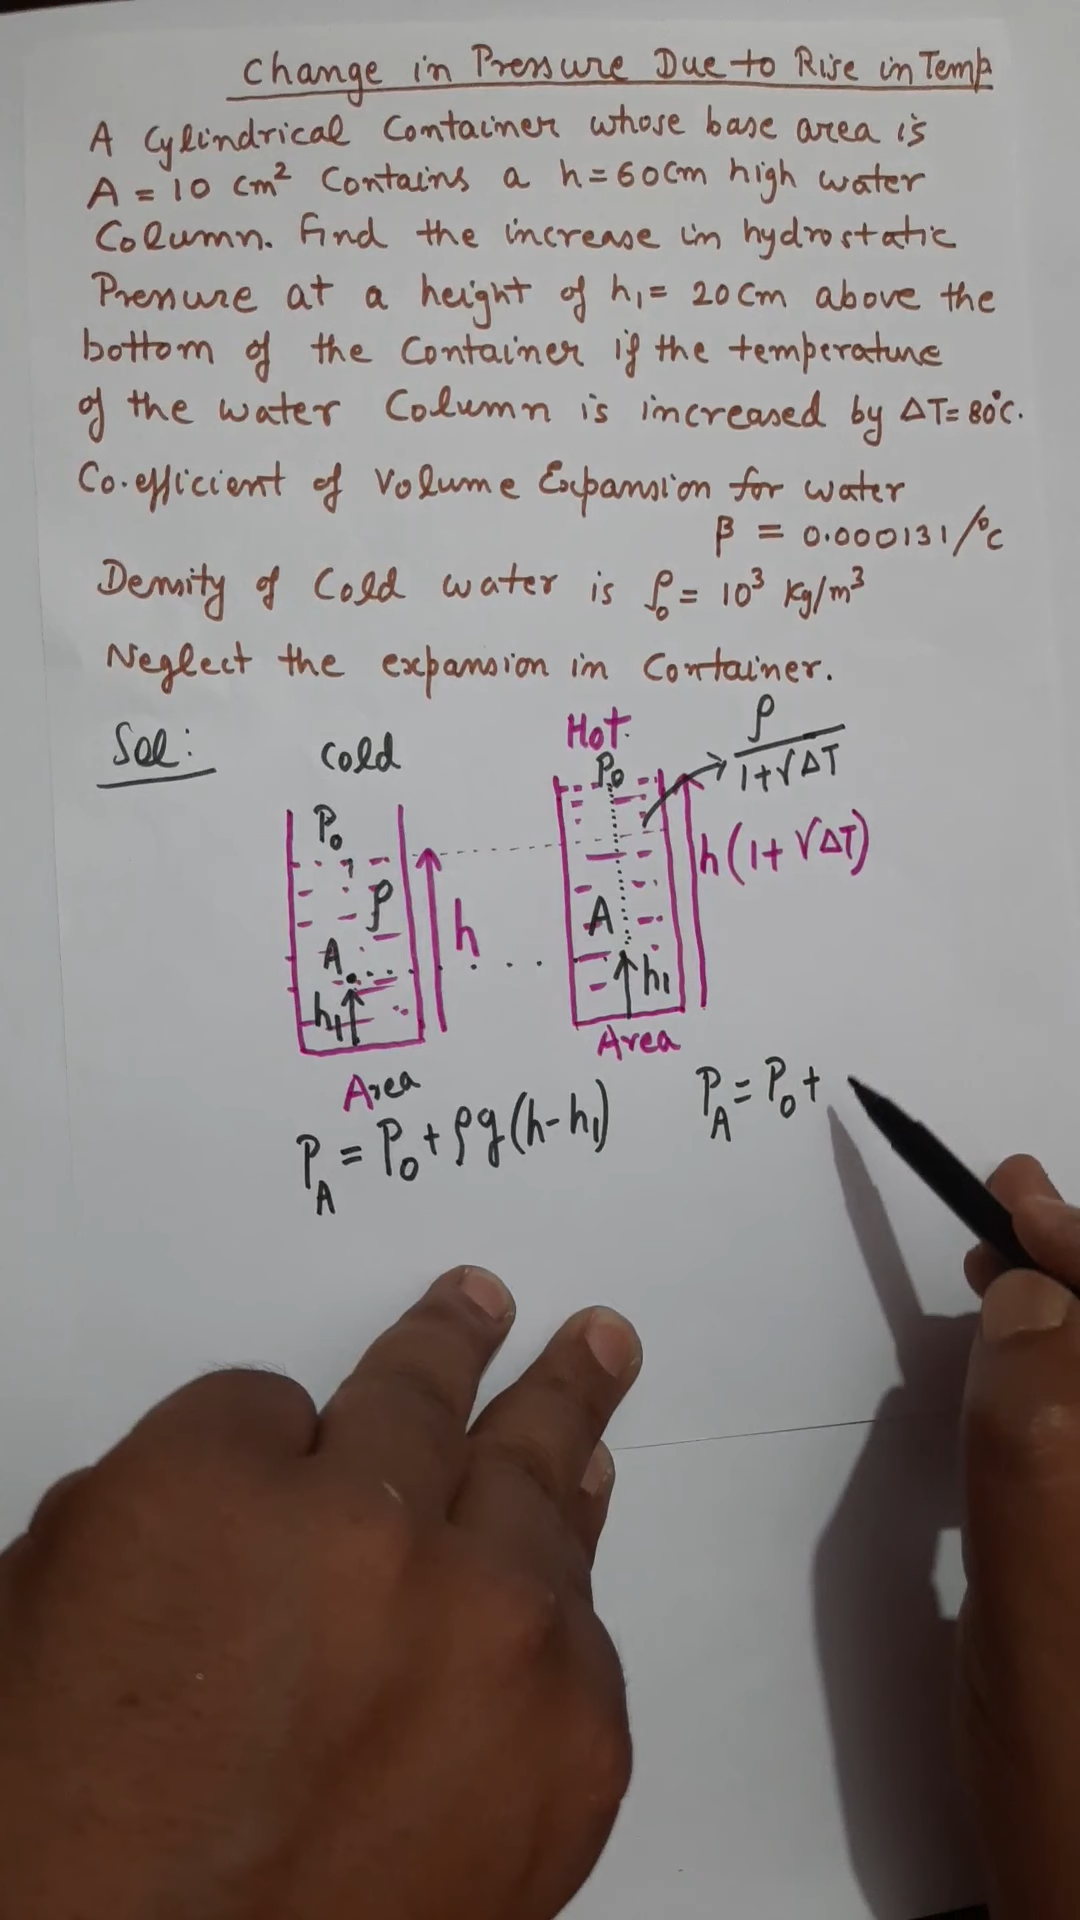 Change in Pressure Due to Rise in Temp
A Cylindrical Container whose base area is
A = 10 cm² Contains a h=60cm high water
Column. Find the increase in hydrostatic
Pressure at a height of h₁= 20cm above the
bottom of the Container if the temperature
of the water Column is increased by ΔT= 80°C.
Co-efficient of Volume Expansion for water
β = 0.000131/°C
Density of Cold water is ρ₀= 10³ Kg/m³
Neglect the expansion in Container.
Sol:
Cold
Hot
ρ/(1+γΔT)
P₀
P₀
h(1+γΔT)
ρ
h
A
A
h₁
h₁
Area
Area
P_A = P₀ + ρg(h-h₁)
P_A = P₀ +